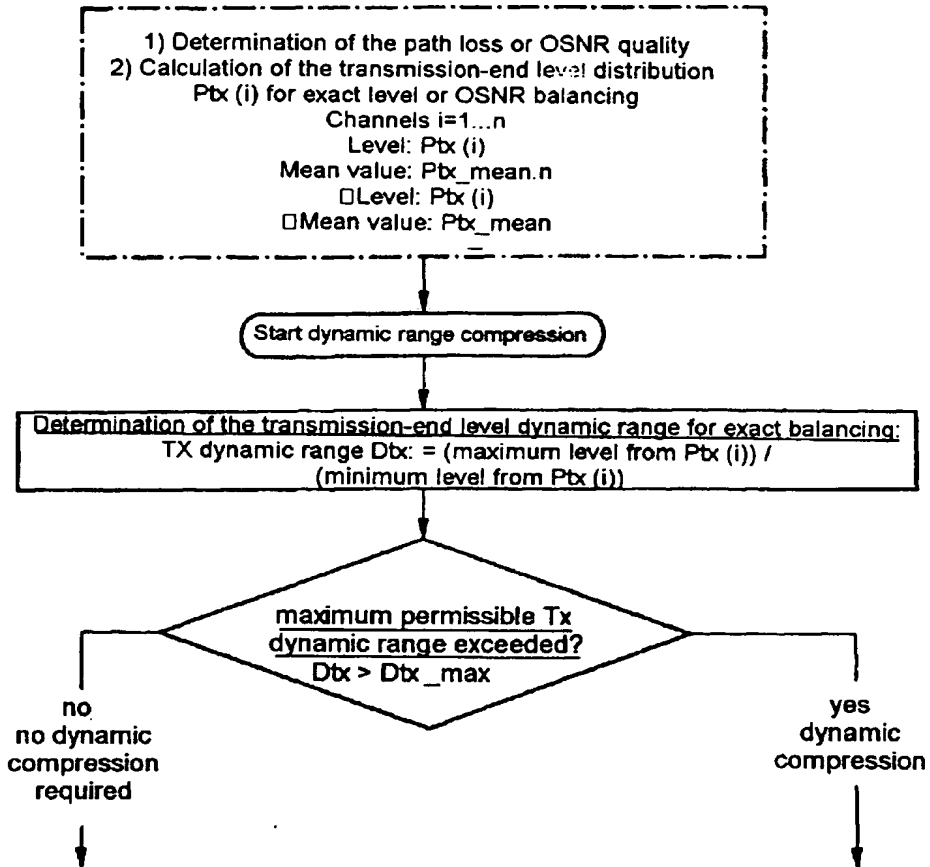 1) Determination of the path loss or OSNR quality
2) Calculation of the transmission-end level distribution
Ptx (i) for exact level or OSNR balancing
Channels i=1...n
Level: Ptx (i)
Mean value: Ptx_mean.n
□Level: Ptx (i)
□Mean value: Ptx_mean
Start dynamic range compression
Determination of the transmission-end level dynamic range for exact balancing:
TX dynamic range Dtx: = (maximum level from Ptx (i)) /
(minimum level from Ptx (i))
maximum permissible Tx
dynamic range exceeded?
Dtx > Dtx_max
no
no dynamic
compression
required
yes
dynamic
compression